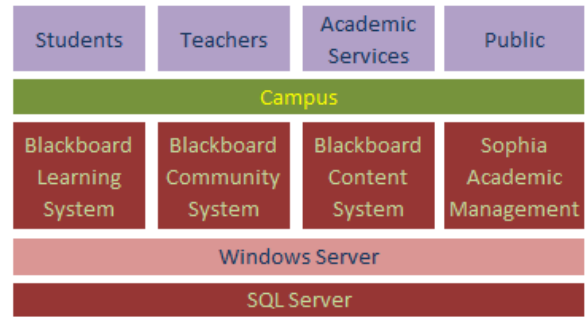 Students
Teachers
Academic
Services
Public
Campus
Blackboard
Learning
System
Blackboard
Community
System
Blackboard
Content
System
Sophia
Academic
Management
Windows Server
SQL Server